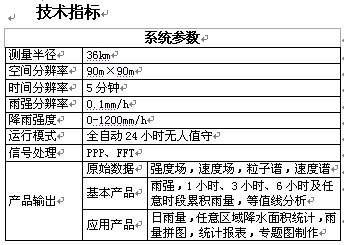 技术指标
系统参数
测量半径 36km
空间分辨率 90m×90m
时间分辨率 5分钟
雨强分辨率 0.1mm/h
降雨强度 0-1200mm/h
运行模式 全自动24小时无人值守
信号处理 PPP、FFT
产品输出 原始数据 强度场，速度场，粒子谱，速度谱
基本产品 雨强，1小时、3小时、6小时及任
意时段累积雨量，等值线分析
应用产品 日雨量，任意区域降水面积统计，雨
量拼图，统计报表，专题图制作